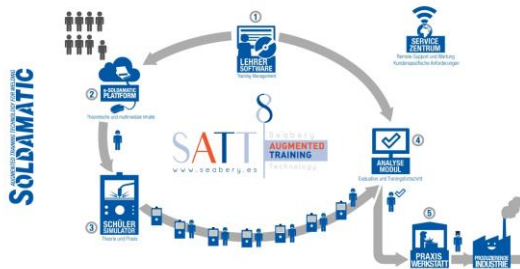 ①
LEHRER
SOFTWARE
Training Management
SERVICE
ZENTRUM
Remote-Support und Wartung
Kundenspezifische Anforderungen
②
e-SOLDAMATIC
PLATTFORM
Theoretische und multimediale Inhalte
SOLDAMATIC
AUGMENTED TRAINING TECHNOLOGY FOR WELDING
SATT
www.seabery.es
Seabery
AUGMENTED
TRAINING
Technology
④
ANALYSE
MODUL
Evaluation und Trainingsfortschritt
③
SCHÜLER
SIMULATOR
Theorie und Praxis
⑤
PRAXIS
WERKSTATT
PRODUZIERENDE
INDUSTRIE